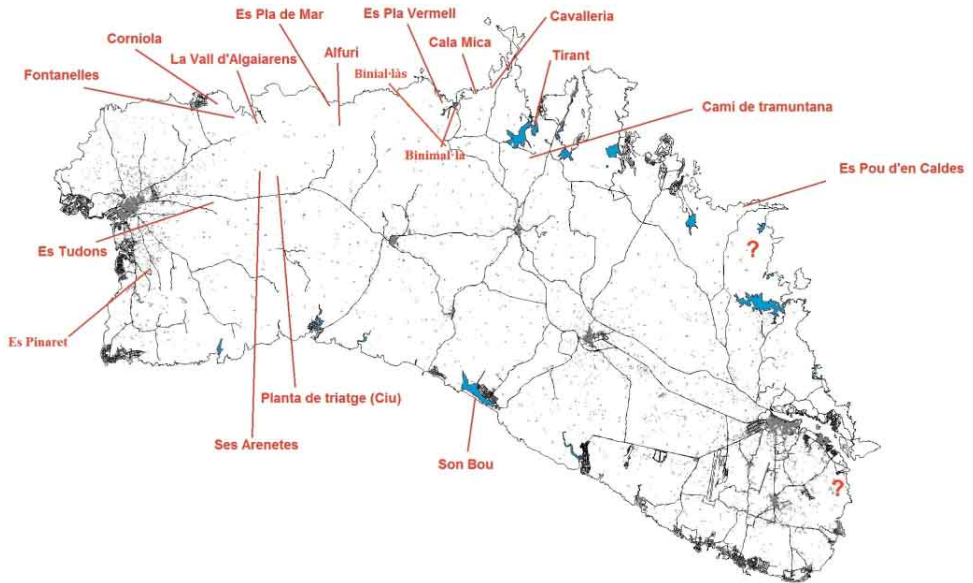 Es Pla de Mar
Es Pla Vermell
Cavalleria
Corniola
Cala Mica
La Vall d'Algaiarens
Alfurí
Tirant
Fontanelles
Binial·làs
Camí de tramuntana
Binimal·là
Es Pou d'en Caldes
Es Tudons
?
Es Pinaret
Planta de triatge (Ciu)
Ses Arenetes
Son Bou
?